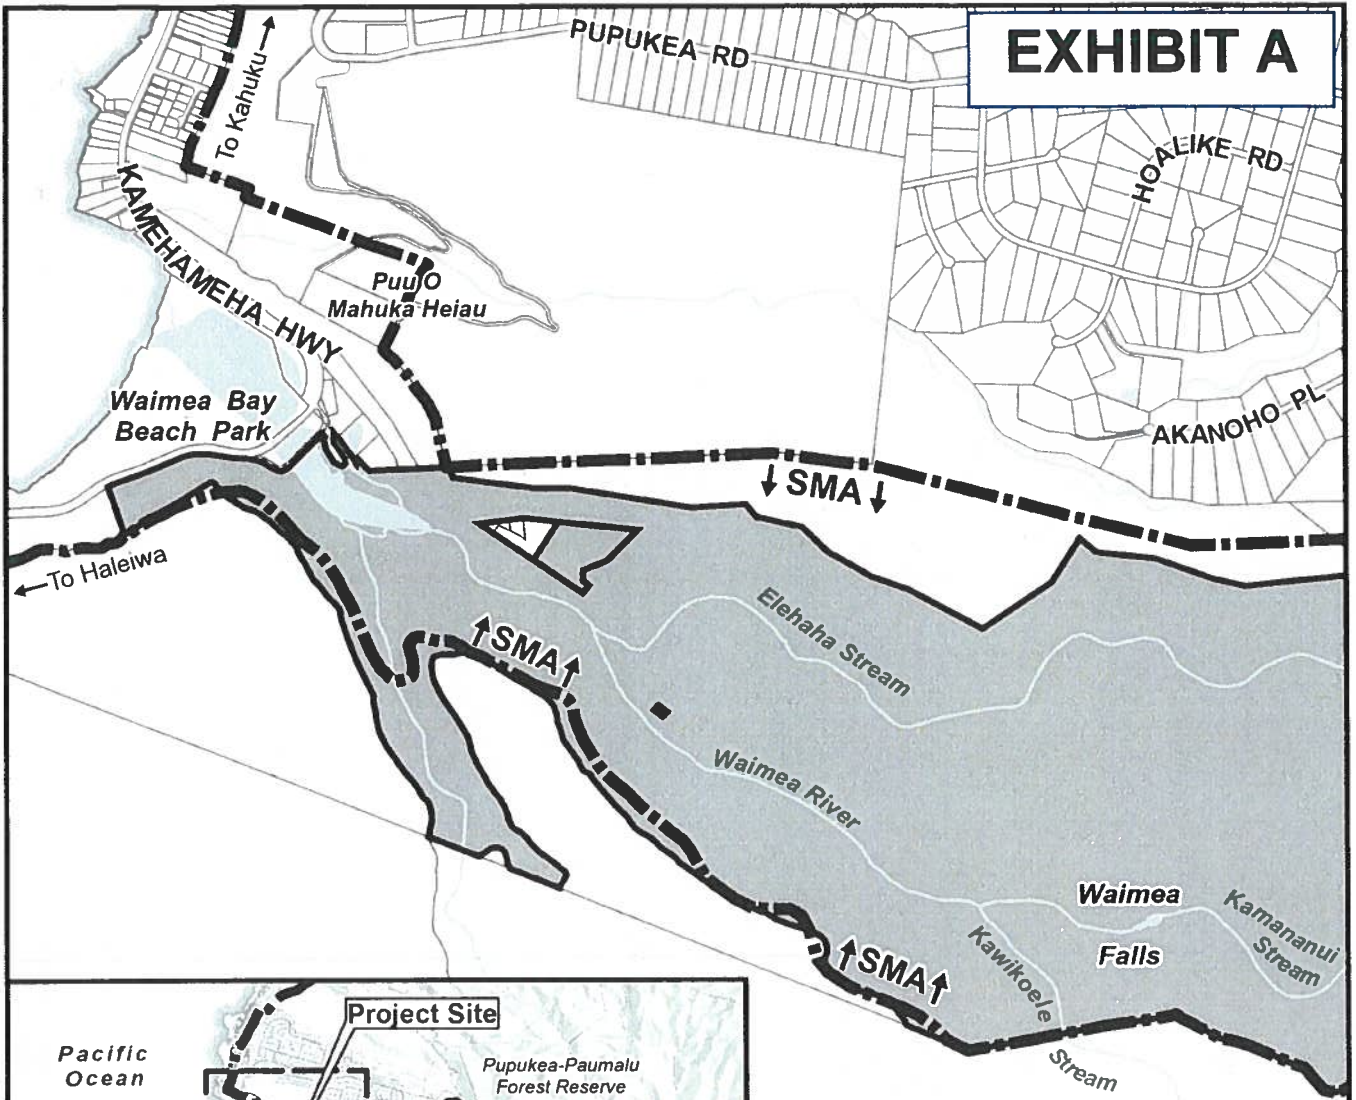 EXHIBIT A
PUPUKEA RD
To Kahuku
HOALIKE RD
KAMEHAMEHA HWY
Puu O
Mahuka Heiau
Waimea Bay
Beach Park
AKANOHO PL
SMA
To Haleiwa
Elehaha Stream
SMA
Waimea River
Waimea
Falls
Kamananui
Stream
Kawikoele
Stream
SMA
Project Site
Pacific
Ocean
Pupukea-Paumalu
Forest Reserve